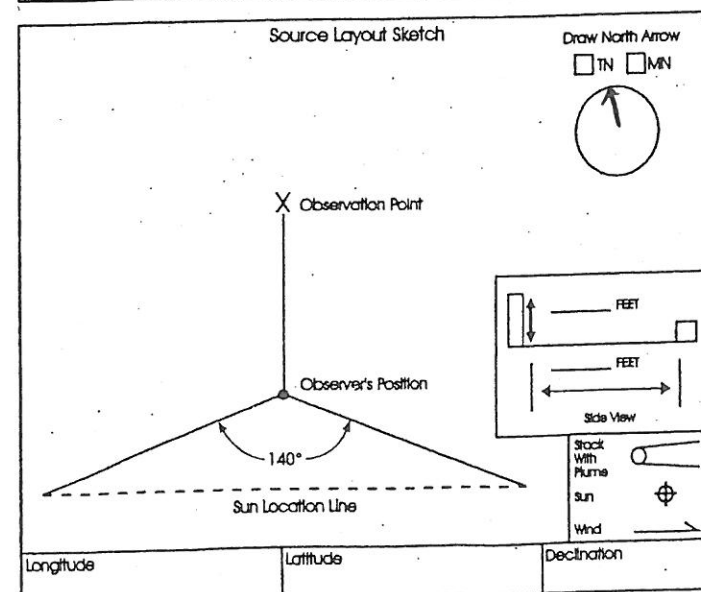 Source Layout Sketch
Draw North Arrow
TN MN
X Observation Point
FEET
FEET
Side View
Observer's Position
140°
Sun Location Line
Stack
With
Plume
Sun
Wind
Longitude
Latitude
Declination